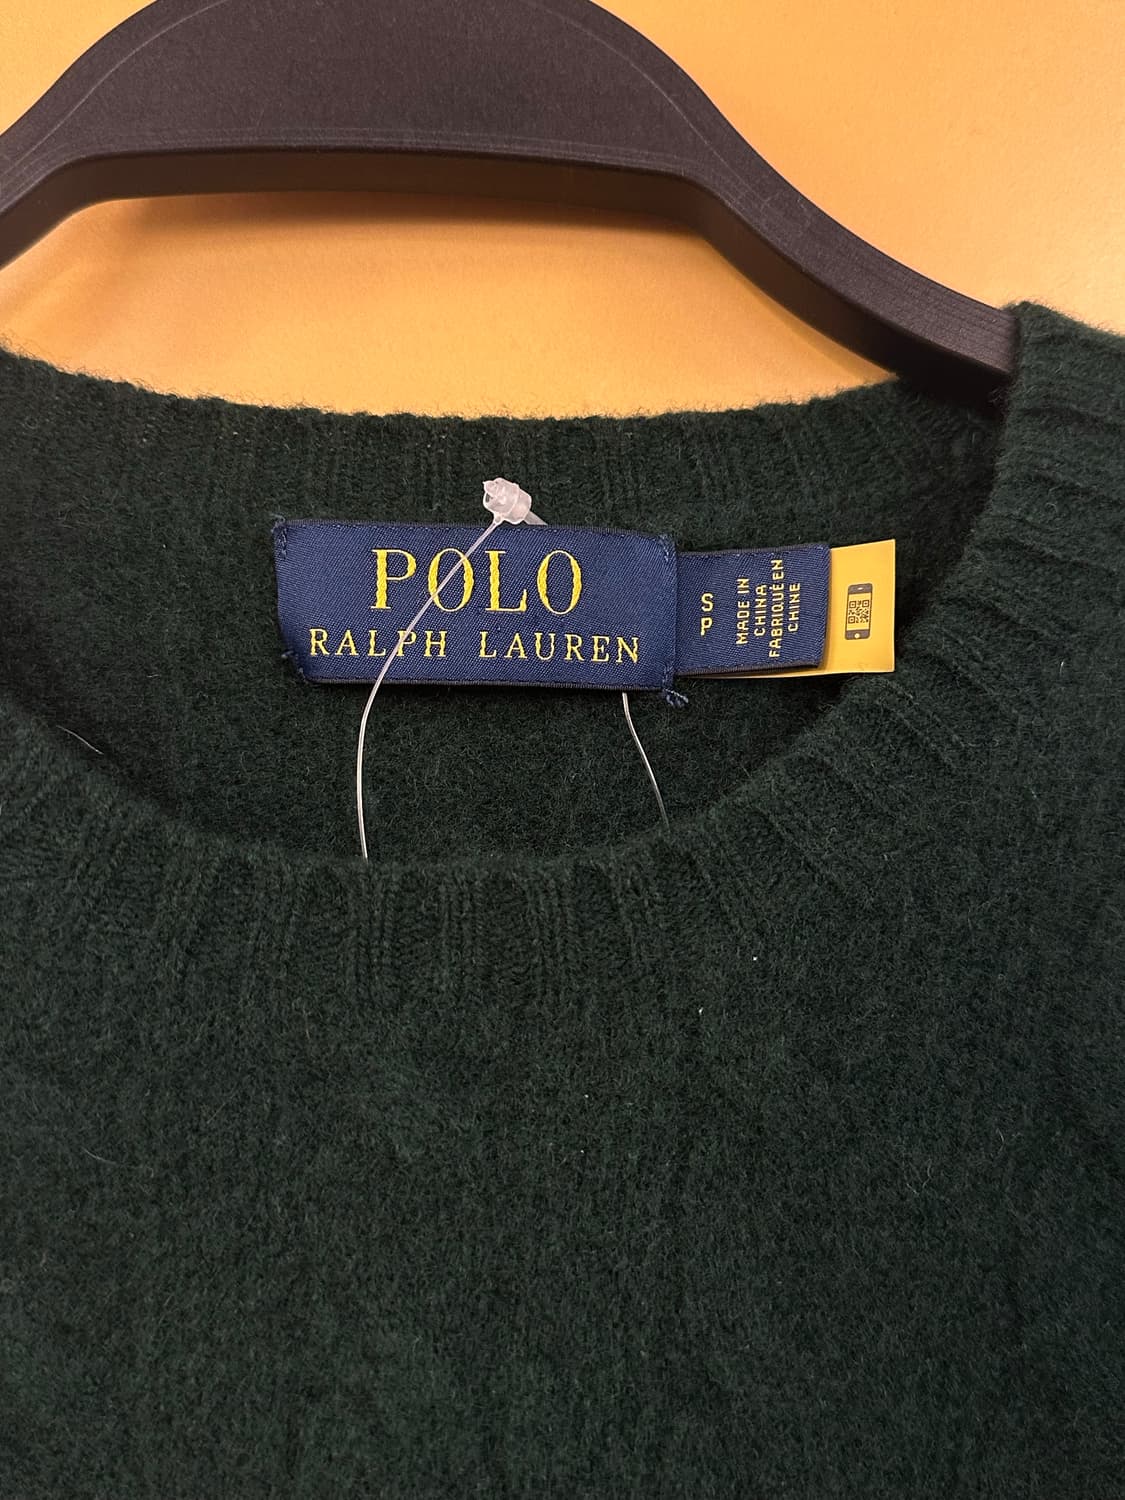 POLO
RALPH LAUREN
S
P
MADE IN
CHINA
FABRIQUÉ EN
CHINE